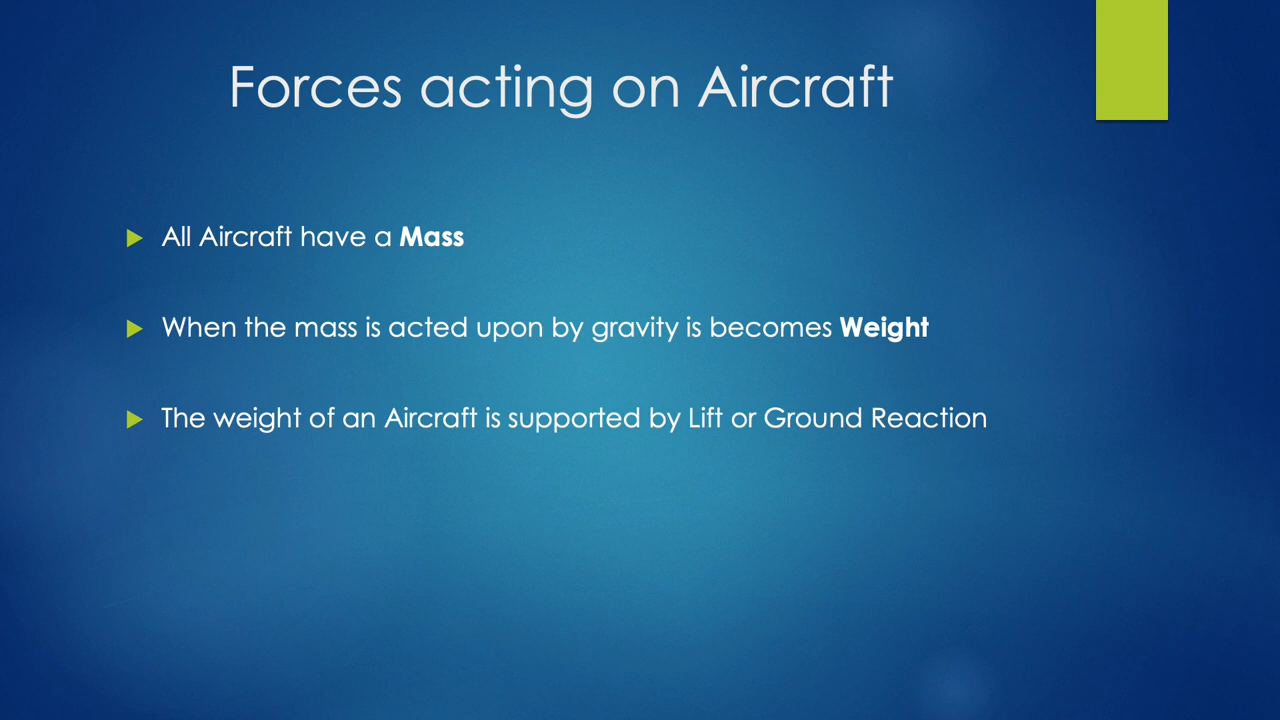 Forces acting on Aircraft
All Aircraft have a Mass
When the mass is acted upon by gravity is becomes Weight
The weight of an Aircraft is supported by Lift or Ground Reaction